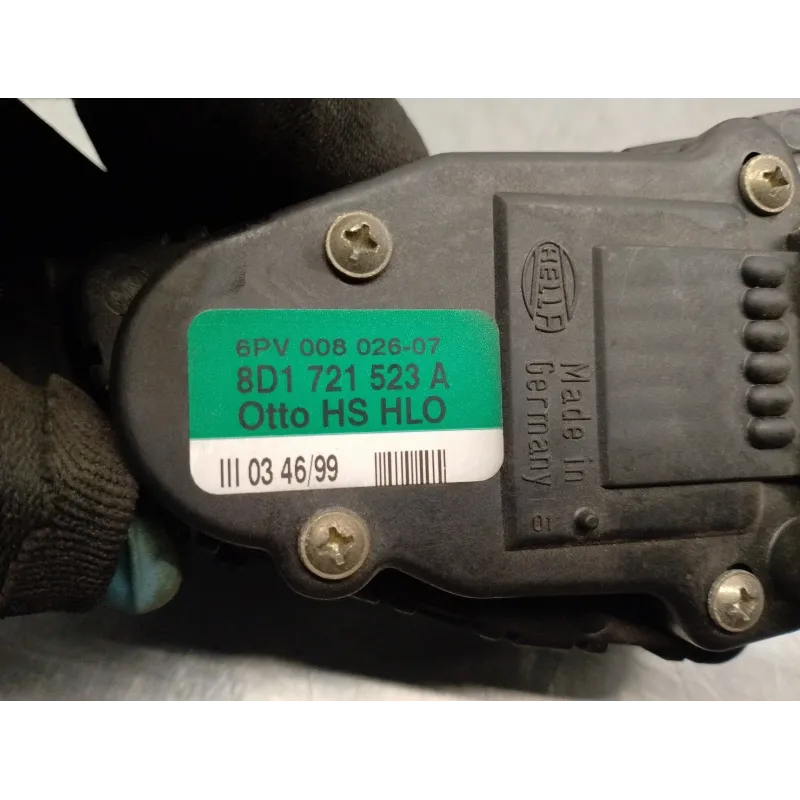 6PV 008 026-07
8D1 721 523 A
Otto HS HLO
III 03 46/99
HELLA
Made in
Germany